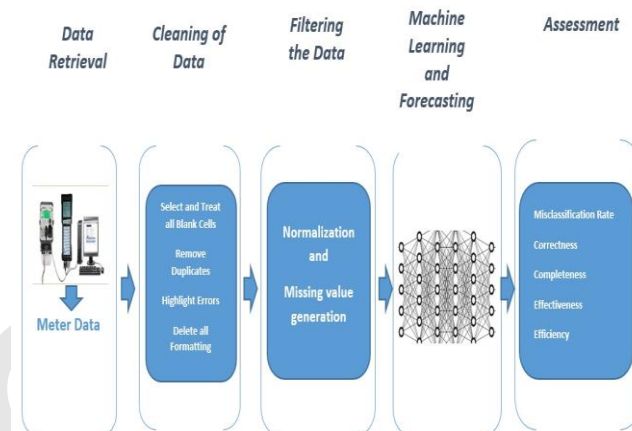 Data
Retrieval
Cleaning of
Data
Filtering
the Data
Machine
Learning
and
Forecasting
Assessment
Meter Data
Select and Treat
all Blank Cells
Remove
Duplicates
Highlight Errors
Delete all
Formatting
Normalization
and
Missing value
generation
Misclassification Rate
Correctness
Completeness
Effectiveness
Efficiency